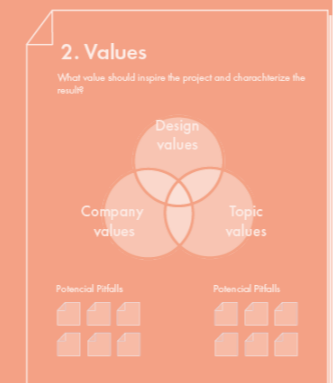 2. Values
What value should inspire the project and charachterize the
result?
Design
values
Company
values
Topic
values
Potencial Pitfalls
Potencial Pitfalls